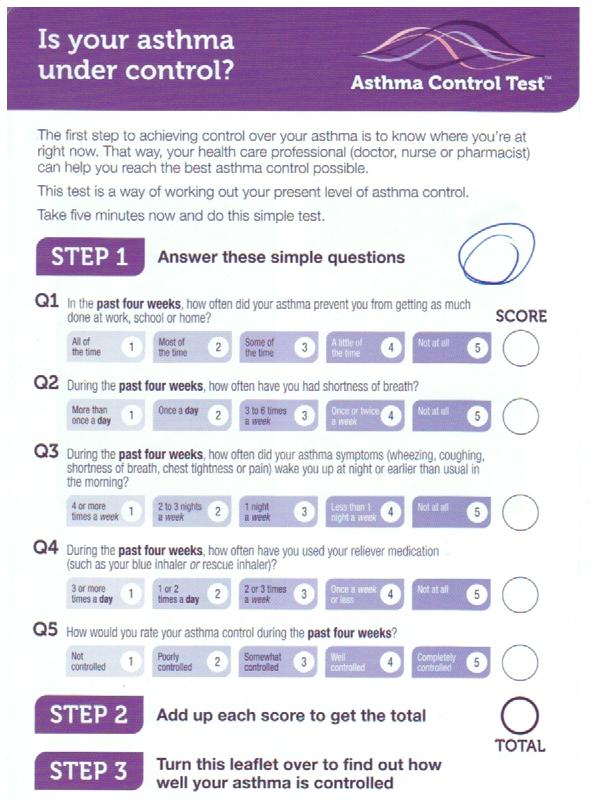 Is your asthma
under control?
Asthma Control Test™
The first step to achieving control over your asthma is to know where you're at
right now. That way, your health care professional (doctor, nurse or pharmacist)
can help you reach the best asthma control possible.
This test is a way of working out your present level of asthma control.
Take five minutes now and do this simple test.
STEP 1 Answer these simple questions
Q1 In the past four weeks, how often did your asthma prevent you from getting as much
done at work, school or home?
SCORE
All of the time 1 Most of the time 2 Some of the time 3 A little of the time 4 Not at all 5
Q2 During the past four weeks, how often have you had shortness of breath?
More than once a day 1 Once a day 2 3 to 6 times a week 3 Once or twice a week 4 Not at all 5
Q3 During the past four weeks, how often did your asthma symptoms (wheezing, coughing,
shortness of breath, chest tightness or pain) wake you up at night or earlier than usual in
the morning?
4 or more times a week 1 2 to 3 nights a week 2 1 night a week 3 Less than 1 night a week 4 Not at all 5
Q4 During the past four weeks, how often have you used your reliever medication
(such as your blue inhaler or rescue inhaler)?
3 or more times a day 1 1 or 2 times a day 2 2 or 3 times a week 3 Once a week or less 4 Not at all 5
Q5 How would you rate your asthma control during the past four weeks?
Not controlled 1 Poorly controlled 2 Somewhat controlled 3 Well controlled 4 Completely controlled 5
STEP 2 Add up each score to get the total
TOTAL
STEP 3 Turn this leaflet over to find out how
well your asthma is controlled